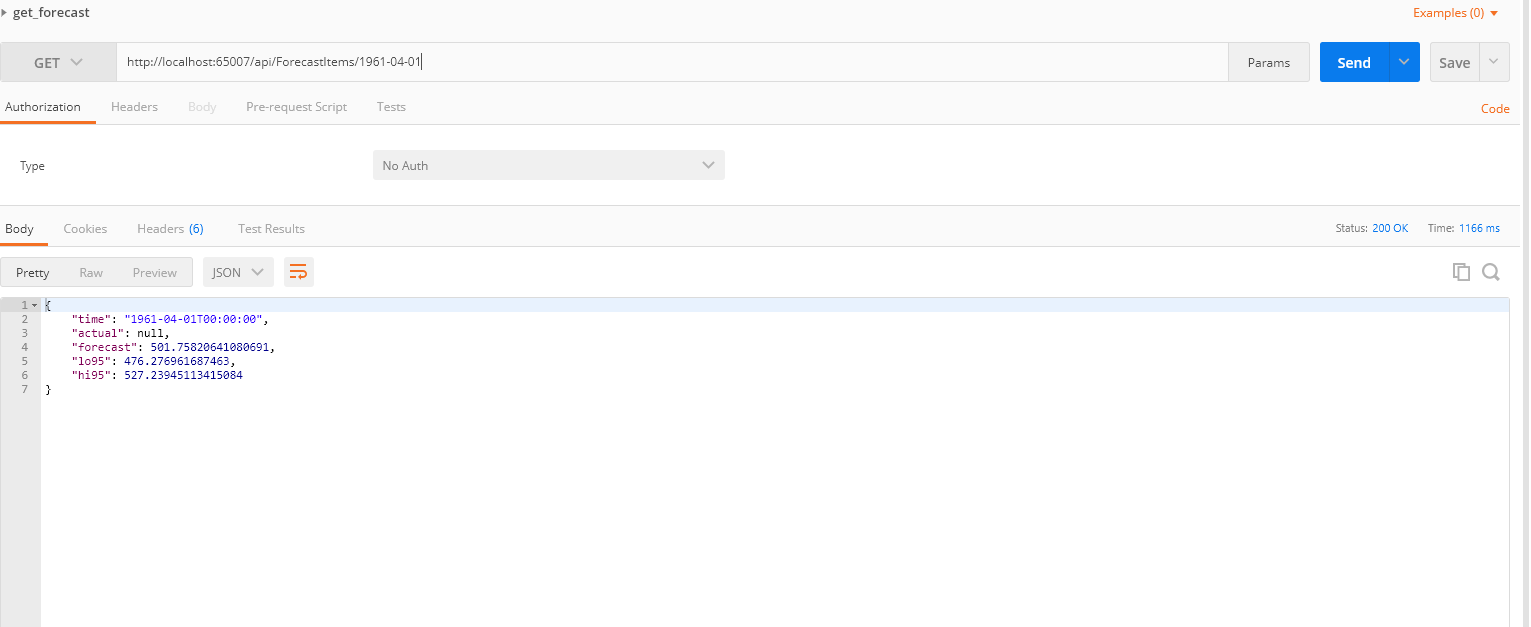 get_forecast Examples (0)
GET http://localhost:65007/api/ForecastItems/1961-04-01 Params Send Save
Authorization Headers Body Pre-request Script Tests Code
Type No Auth
Body Cookies Headers (6) Test Results Status: 200 OK Time: 1166 ms
Pretty Raw Preview JSON
1 {
2 "time": "1961-04-01T00:00:00",
3 "actual": null,
4 "forecast": 501.75820641080691,
5 "lo95": 476.276961687463,
6 "hi95": 527.23945113415084
7 }